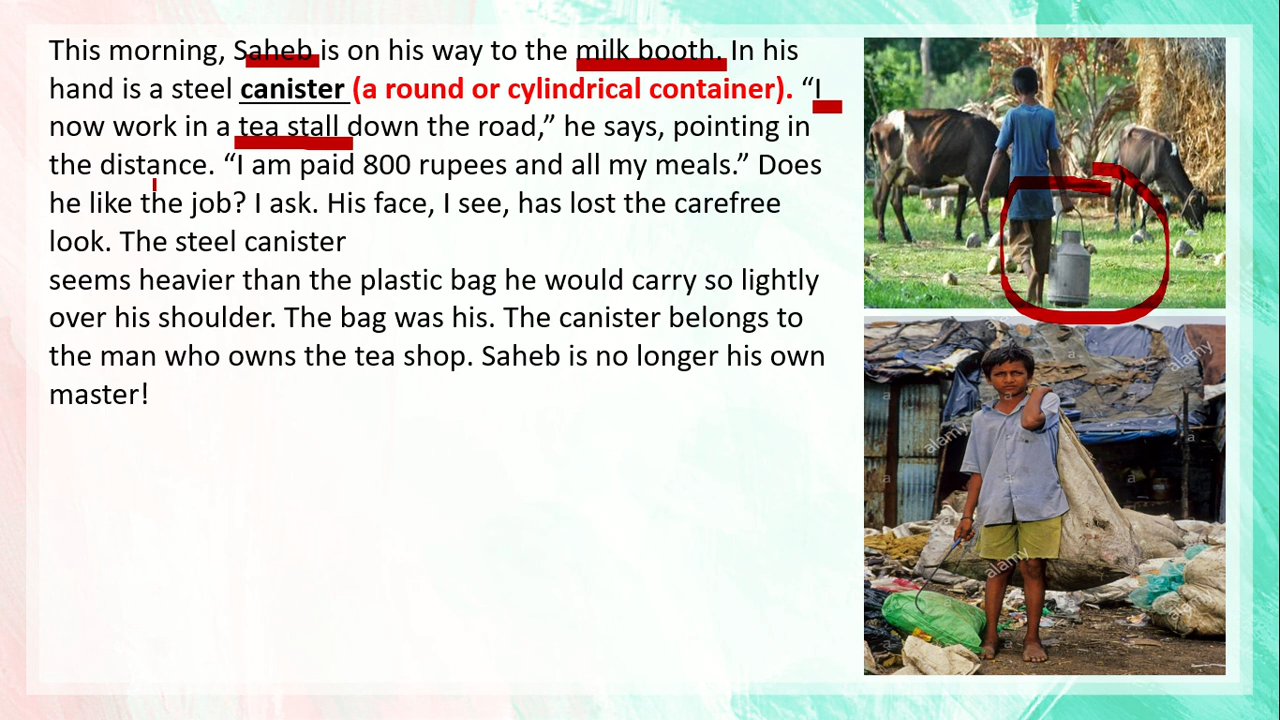 This morning, Saheb is on his way to the milk booth. In his
hand is a steel canister (a round or cylindrical container). “I
now work in a tea stall down the road,” he says, pointing in
the distance. “I am paid 800 rupees and all my meals.” Does
he like the job? I ask. His face, I see, has lost the carefree
look. The steel canister
seems heavier than the plastic bag he would carry so lightly
over his shoulder. The bag was his. The canister belongs to
the man who owns the tea shop. Saheb is no longer his own
master!
alamy
a
alamy
a
alamy
a
a
a
alamy